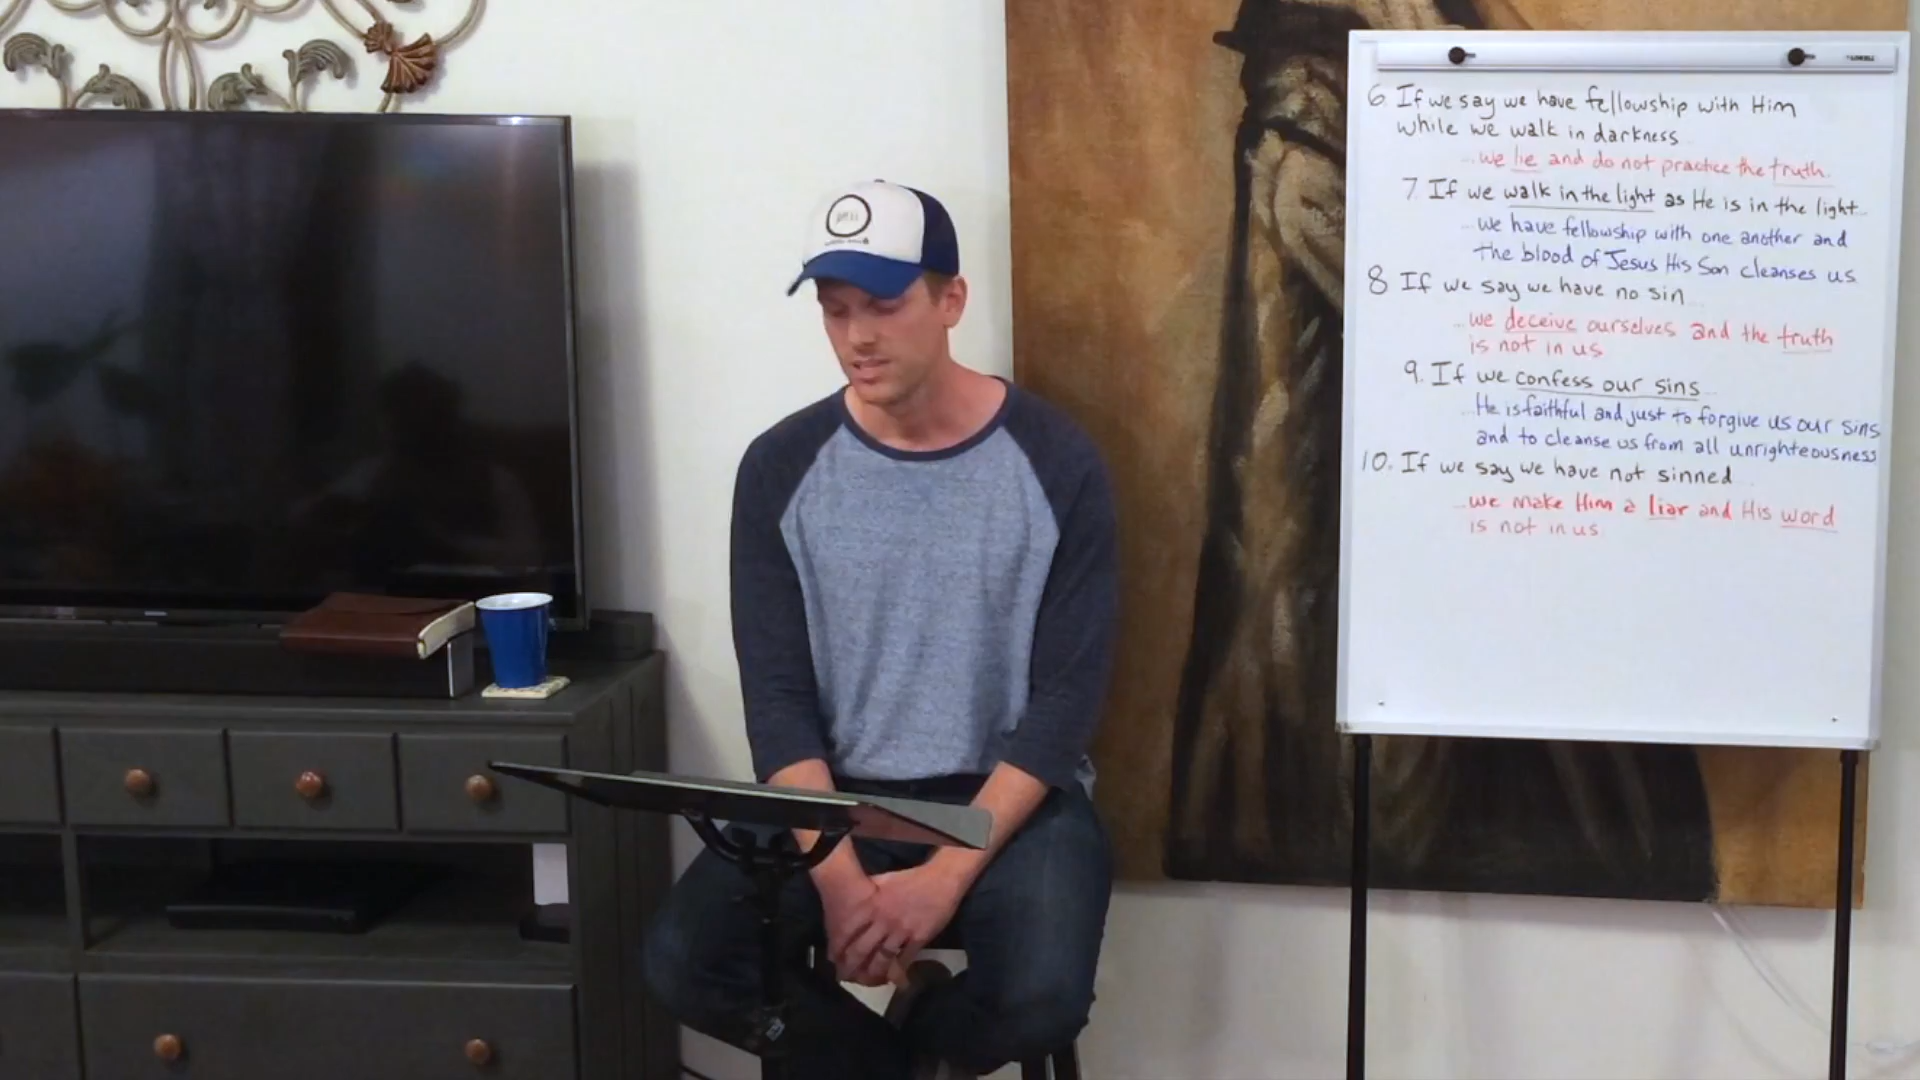 6. If we say we have fellowship with Him
while we walk in darkness
...we lie and do not practice the truth.
7. If we walk in the light as He is in the light...
...we have fellowship with one another and
the blood of Jesus His Son cleanses us
8 If we say we have no sin...
...we deceive ourselves and the truth
is not in us
9. If we confess our sins...
...He is faithful and just to forgive us our sins
and to cleanse us from all unrighteousness
10. If we say we have not sinned...
...we make Him a liar and His word
is not in us.